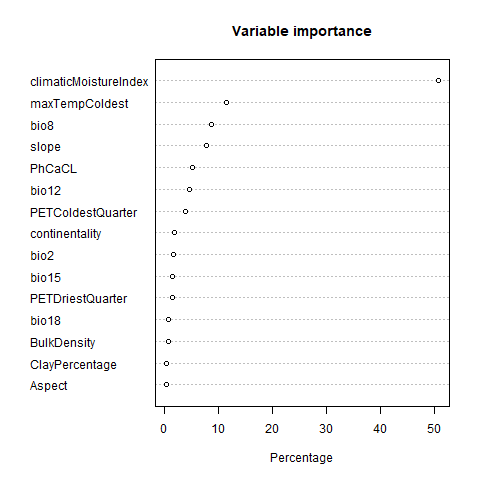 Variable importance
climaticMoistureIndex
maxTempColdest
bio8
slope
PhCaCL
bio12
PETColdestQuarter
continentality
bio2
bio15
PETDriestQuarter
bio18
BulkDensity
ClayPercentage
Aspect
0 10 20 30 40 50
Percentage